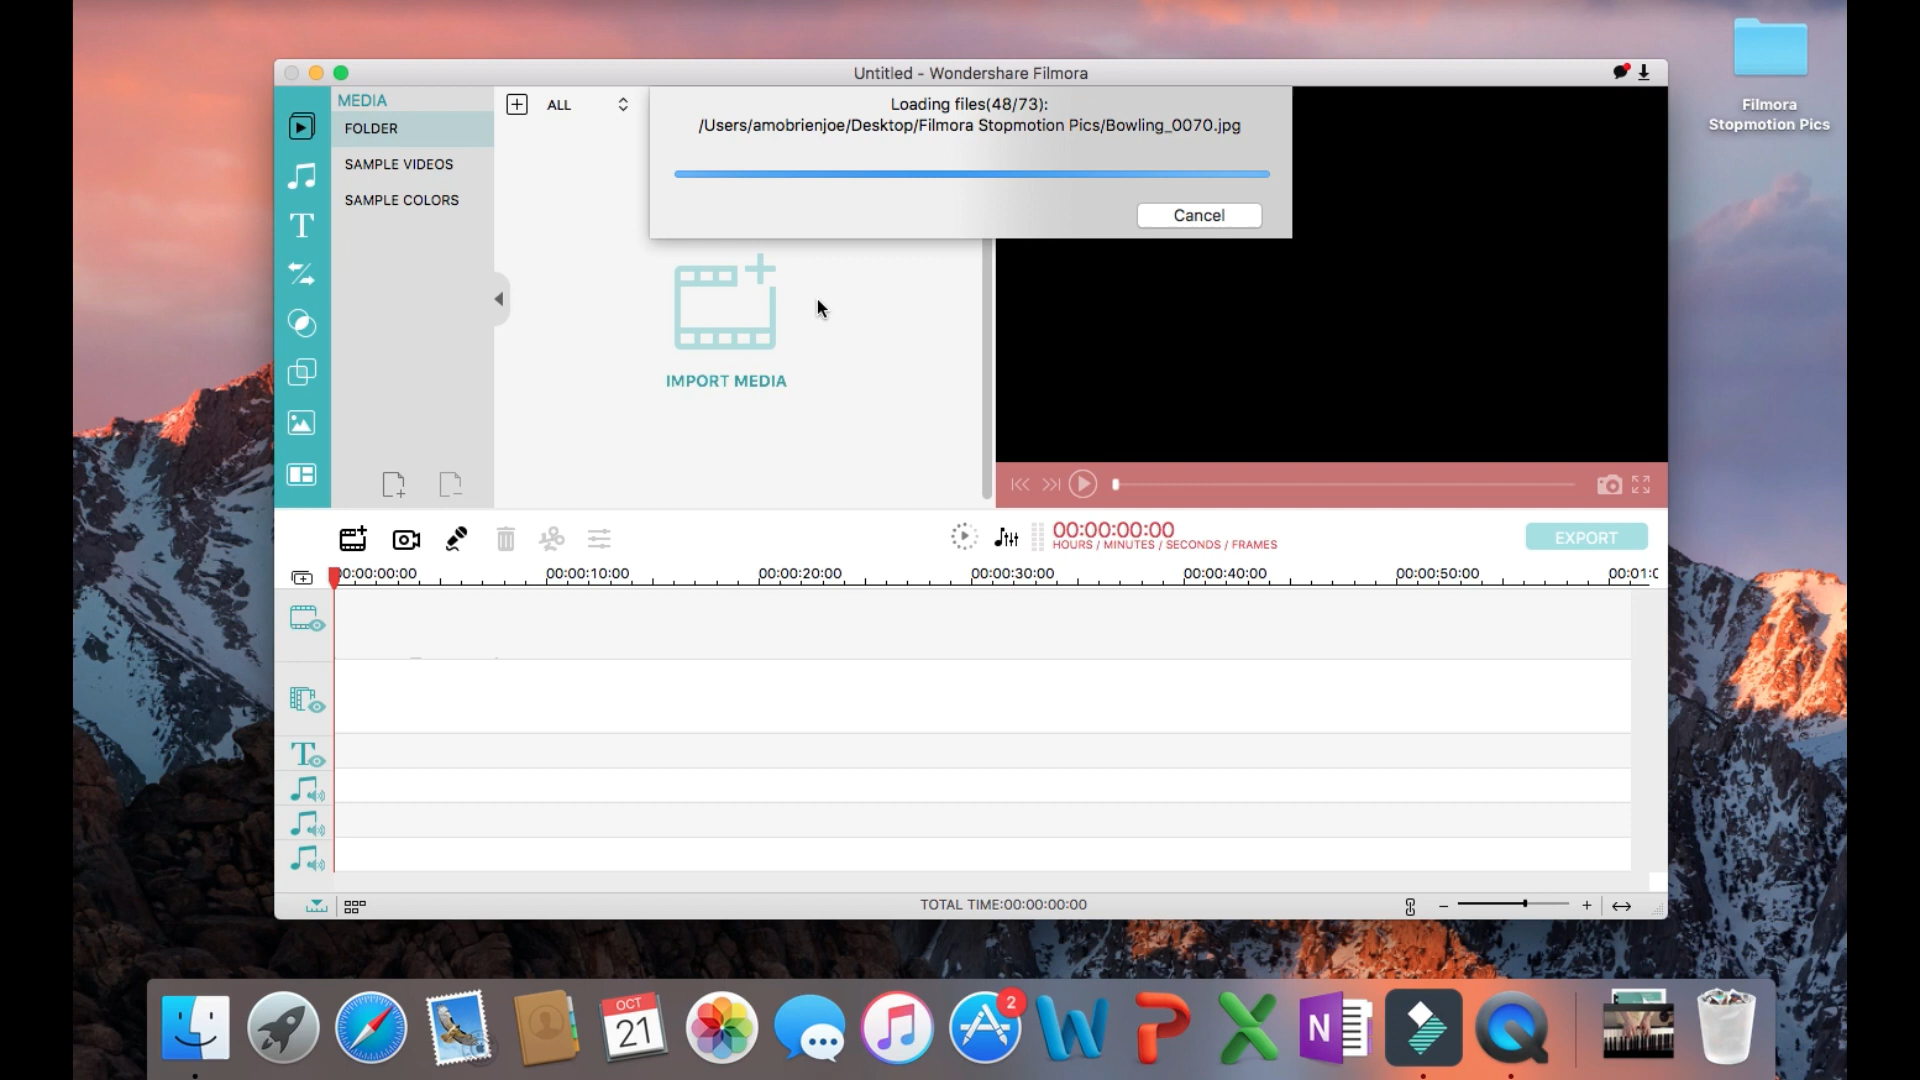 Untitled - Wondershare Filmora
Filmora
Stopmotion Pics
MEDIA
FOLDER
SAMPLE VIDEOS
SAMPLE COLORS
ALL
Loading files(48/73):
/Users/amobrienjoe/Desktop/Filmora Stopmotion Pics/Bowling_0070.jpg
Cancel
IMPORT MEDIA
00:00:00:00
HOURS / MINUTES / SECONDS / FRAMES
EXPORT
00:00:00:00 00:00:10:00 00:00:20:00 00:00:30:00 00:00:40:00 00:00:50:00 00:01:0
TOTAL TIME:00:00:00:00
OCT
21
2
N